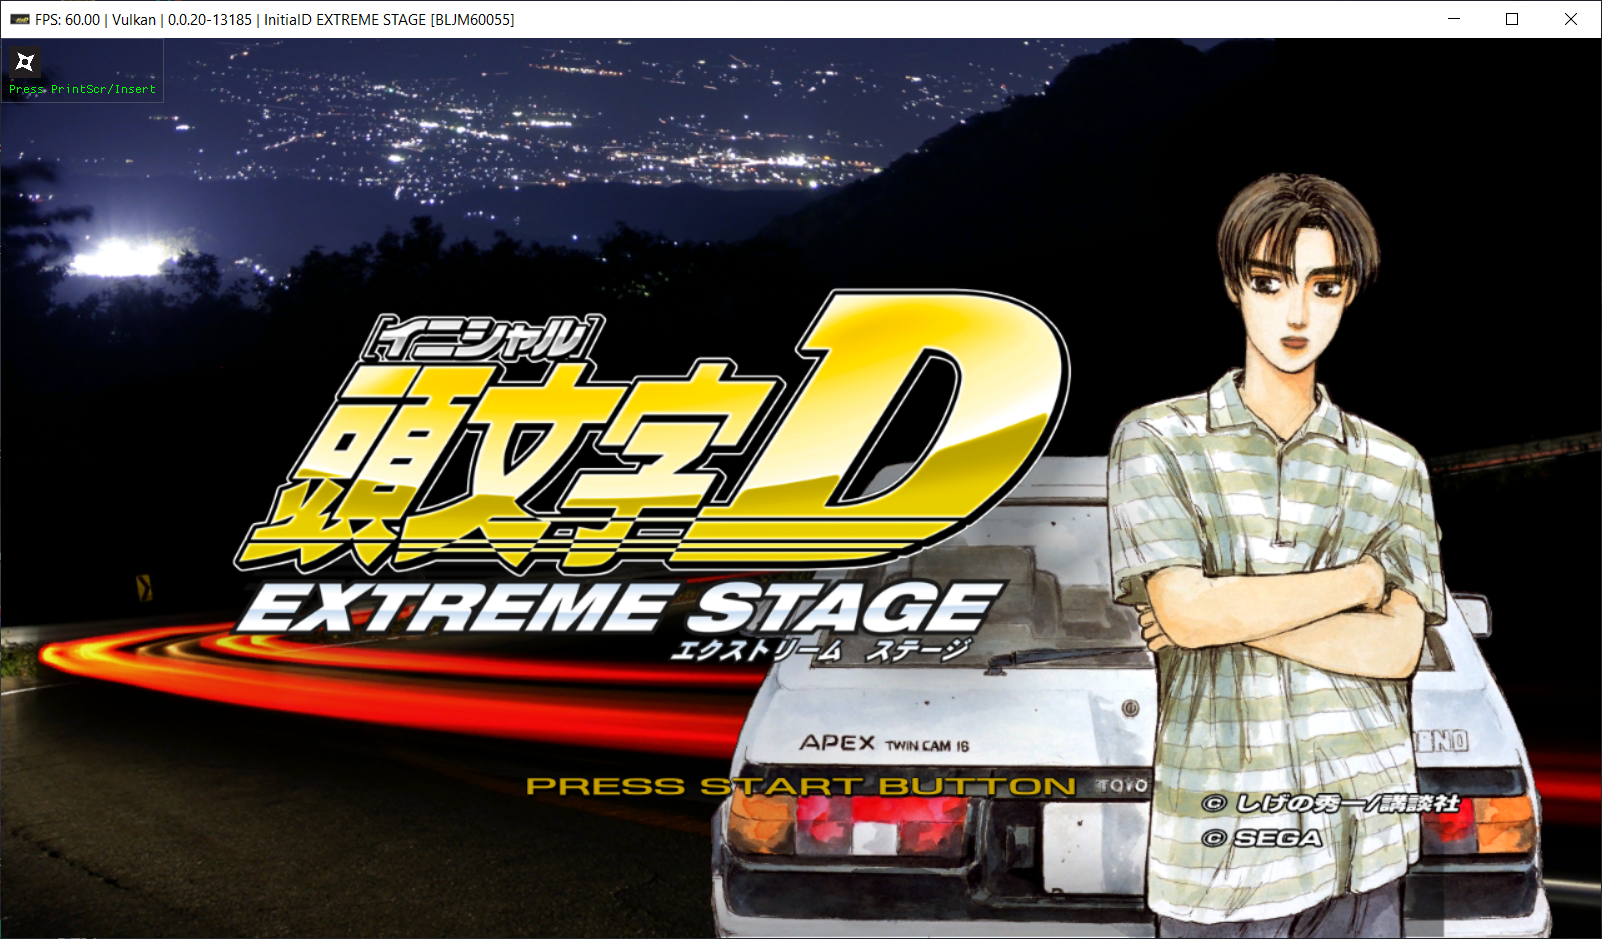 FPS: 60.00 | Vulkan | 0.0.20-13185 | InitialD EXTREME STAGE [BLJM60055]
Press PrintScr/Insert
[イニシャル]
頭文字D
EXTREME STAGE
エクストリーム ステージ
APEX TWIN CAM 16
PRESS START BUTTON
TOYO
© しげの秀一/講談社
© SEGA